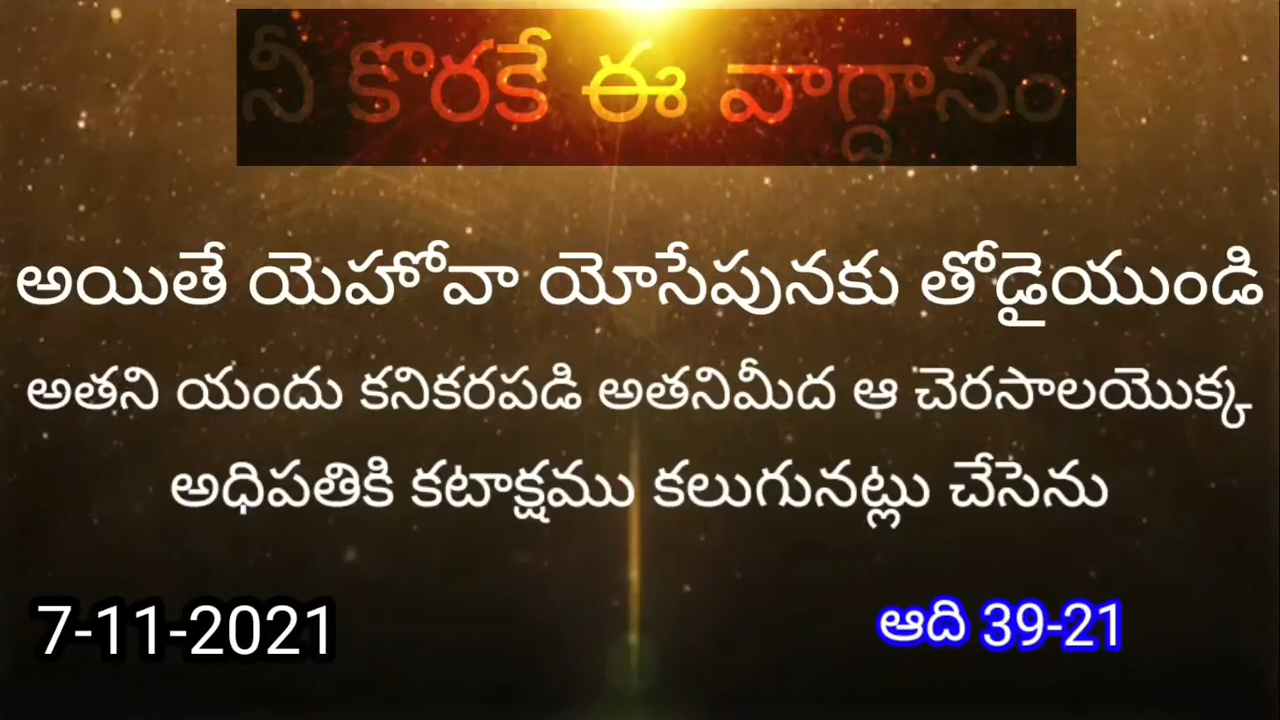 నీ కొరకే ఈ వాగ్దానం
అయితే యెహోవా యోసేపునకు తోడైయుండి
అతని యందు కనికరపడి అతనిమీద ఆ చెరసాలయొక్క
అధిపతికి కటాక్షము కలుగునట్లు చేసెను
7-11-2021
ఆది 39-21